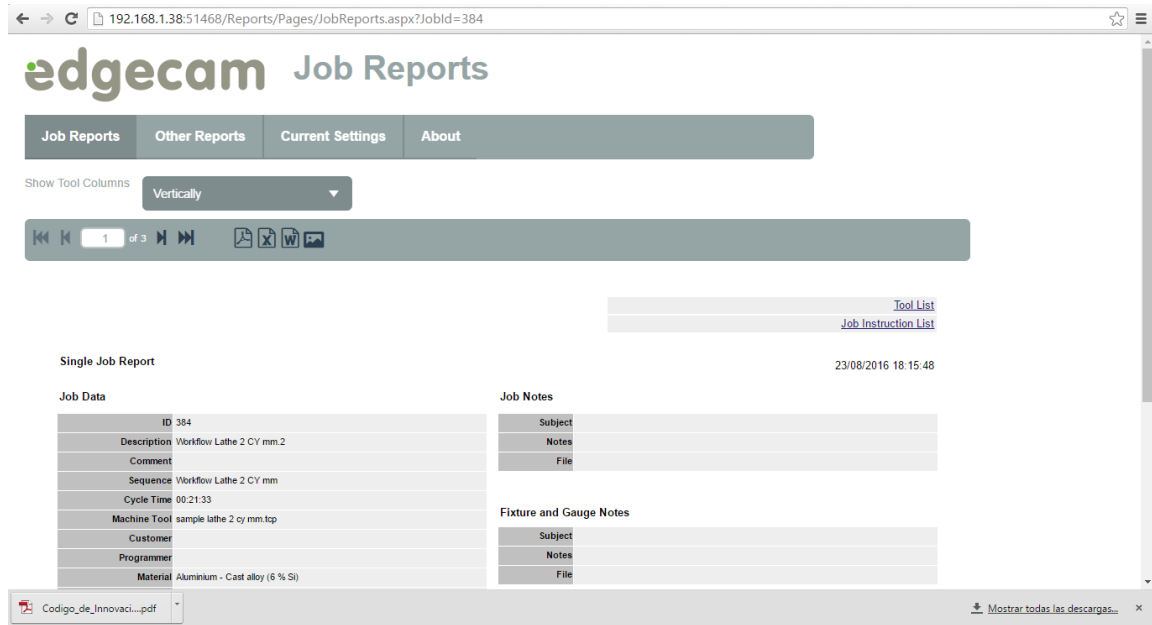 192.168.1.38:51468/Reports/Pages/JobReports.aspx?JobId=384
edgecam Job Reports
Job Reports Other Reports Current Settings About
Show Tool Columns Vertically
1 of 3
Tool List
Job Instruction List
Single Job Report 23/08/2016 18:15:48
Job Data
ID 384
Description Workflow Lathe 2 CY mm.2
Comment
Sequence Workflow Lathe 2 CY mm
Cycle Time 00:21:33
Machine Tool sample lathe 2 cy mm.tcp
Customer
Programmer
Material Aluminium - Cast alloy (6 % Si)
Job Notes
Subject
Notes
File
Fixture and Gauge Notes
Subject
Notes
File
Codigo_de_Innovaci....pdf Mostrar todas las descargas...